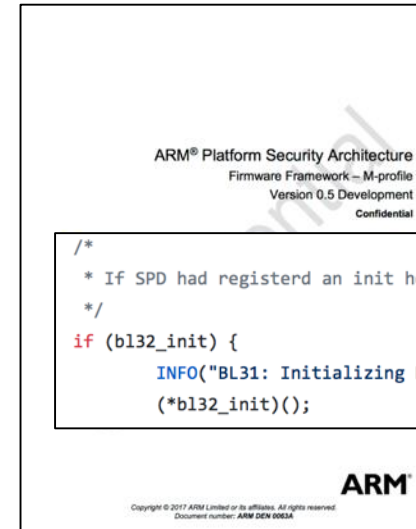 ARM® Platform Security Architecture
Firmware Framework – M-profile
Version 0.5 Development
Confidential
/*
 * If SPD had registerd an init h
 */
if (bl32_init) {
INFO("BL31: Initializing
(*bl32_init)();
ARM
Copyright © 2017 ARM Limited or its affiliates. All rights reserved.
Document number: ARM DEN 0063A